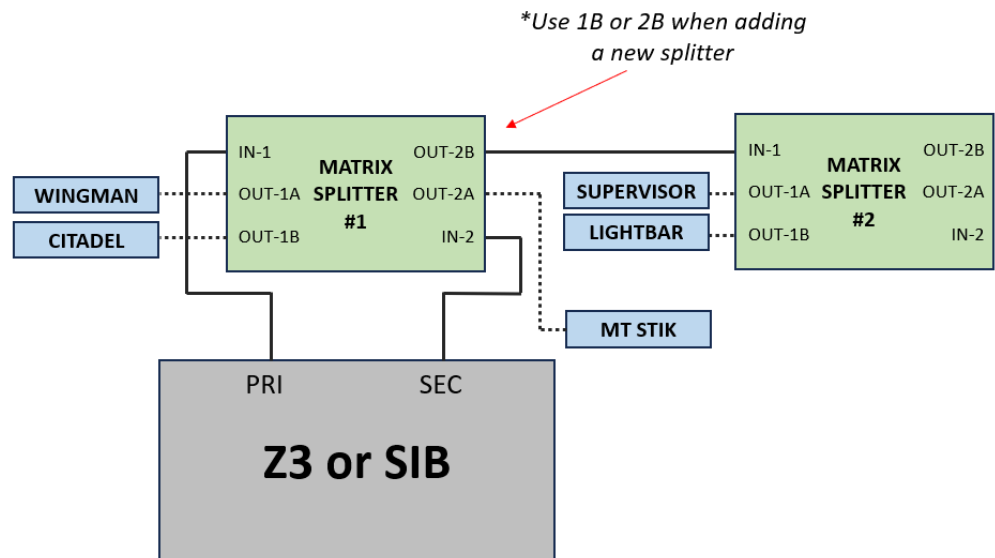 *Use 1B or 2B when adding
a new splitter
IN-1
OUT-1A
OUT-1B
MATRIX
SPLITTER
#1
OUT-2B
OUT-2A
IN-2
WINGMAN
CITADEL
IN-1
OUT-1A
OUT-1B
MATRIX
SPLITTER
#2
OUT-2B
OUT-2A
IN-2
SUPERVISOR
LIGHTBAR
MT STIK
PRI
SEC
Z3 or SIB